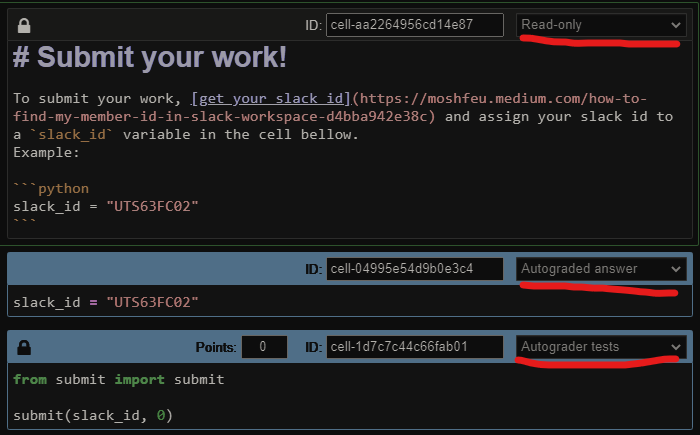 ID: cell-aa2264956cd14e87 Read-only
# Submit your work!
To submit your work, [get your slack id](https://moshfeu.medium.com/how-to-
find-my-member-id-in-slack-workspace-d4bba942e38c) and assign your slack id to
a `slack_id` variable in the cell bellow.
Example:
```python
slack_id = "UTS63FC02"
```
ID: cell-04995e54d9b0e3c4 Autograded answer
slack_id = "UTS63FC02"
Points: 0 ID: cell-1d7c7c44c66fab01 Autograder tests
from submit import submit
submit(slack_id, 0)